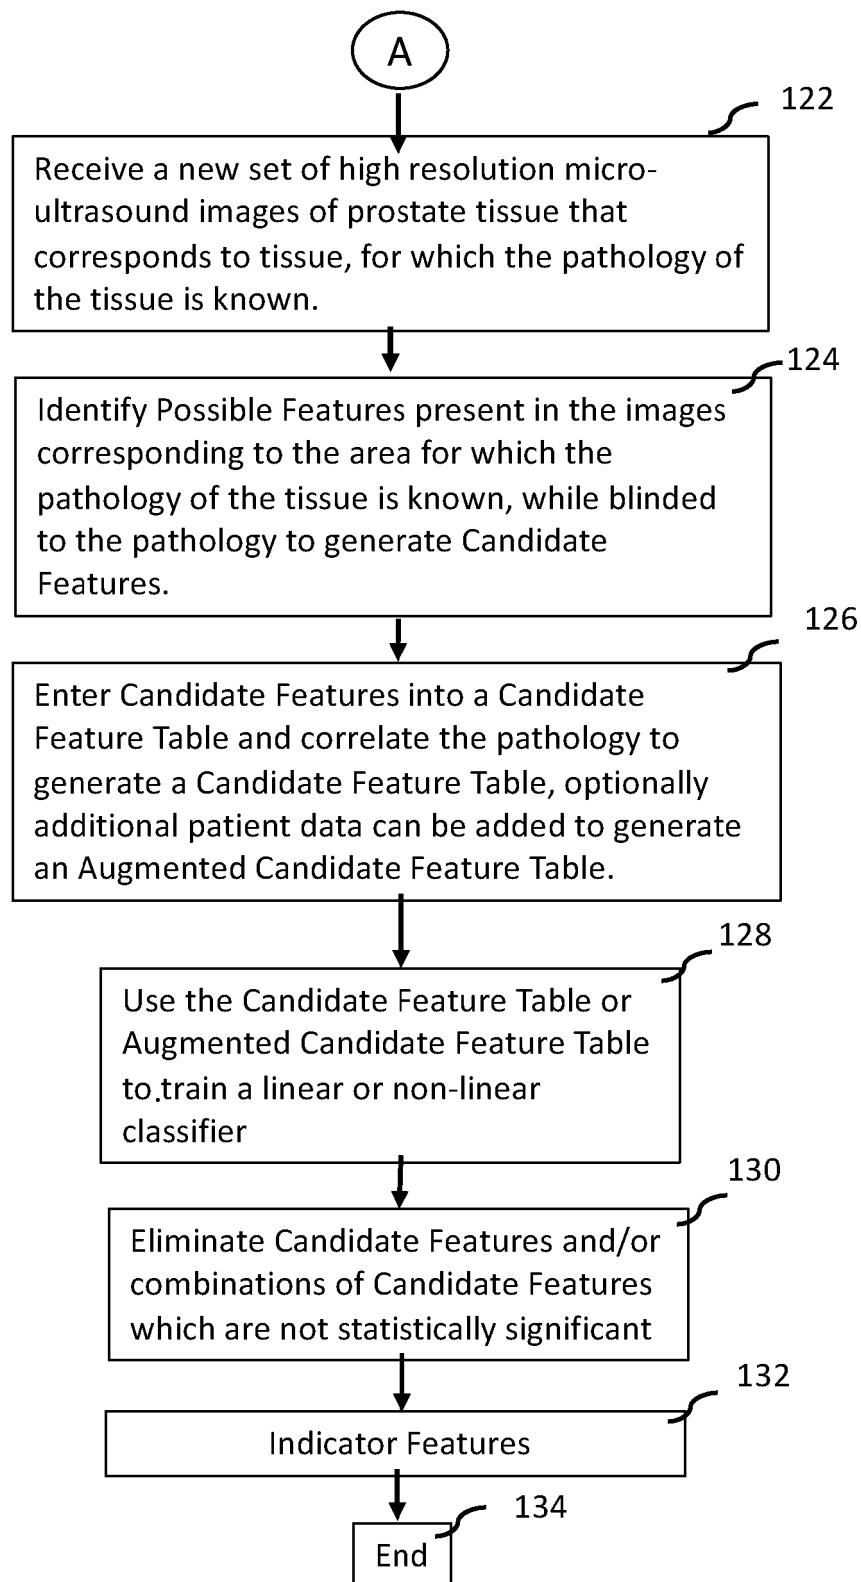 A
122
Receive a new set of high resolution micro-
ultrasound images of prostate tissue that
corresponds to tissue, for which the pathology of
the tissue is known.
124
Identify Possible Features present in the images
corresponding to the area for which the
pathology of the tissue is known, while blinded
to the pathology to generate Candidate
Features.
126
Enter Candidate Features into a Candidate
Feature Table and correlate the pathology to
generate a Candidate Feature Table, optionally
additional patient data can be added to generate
an Augmented Candidate Feature Table.
128
Use the Candidate Feature Table or
Augmented Candidate Feature Table
to.train a linear or non-linear
classifier
130
Eliminate Candidate Features and/or
combinations of Candidate Features
which are not statistically significant
132
Indicator Features
134
End